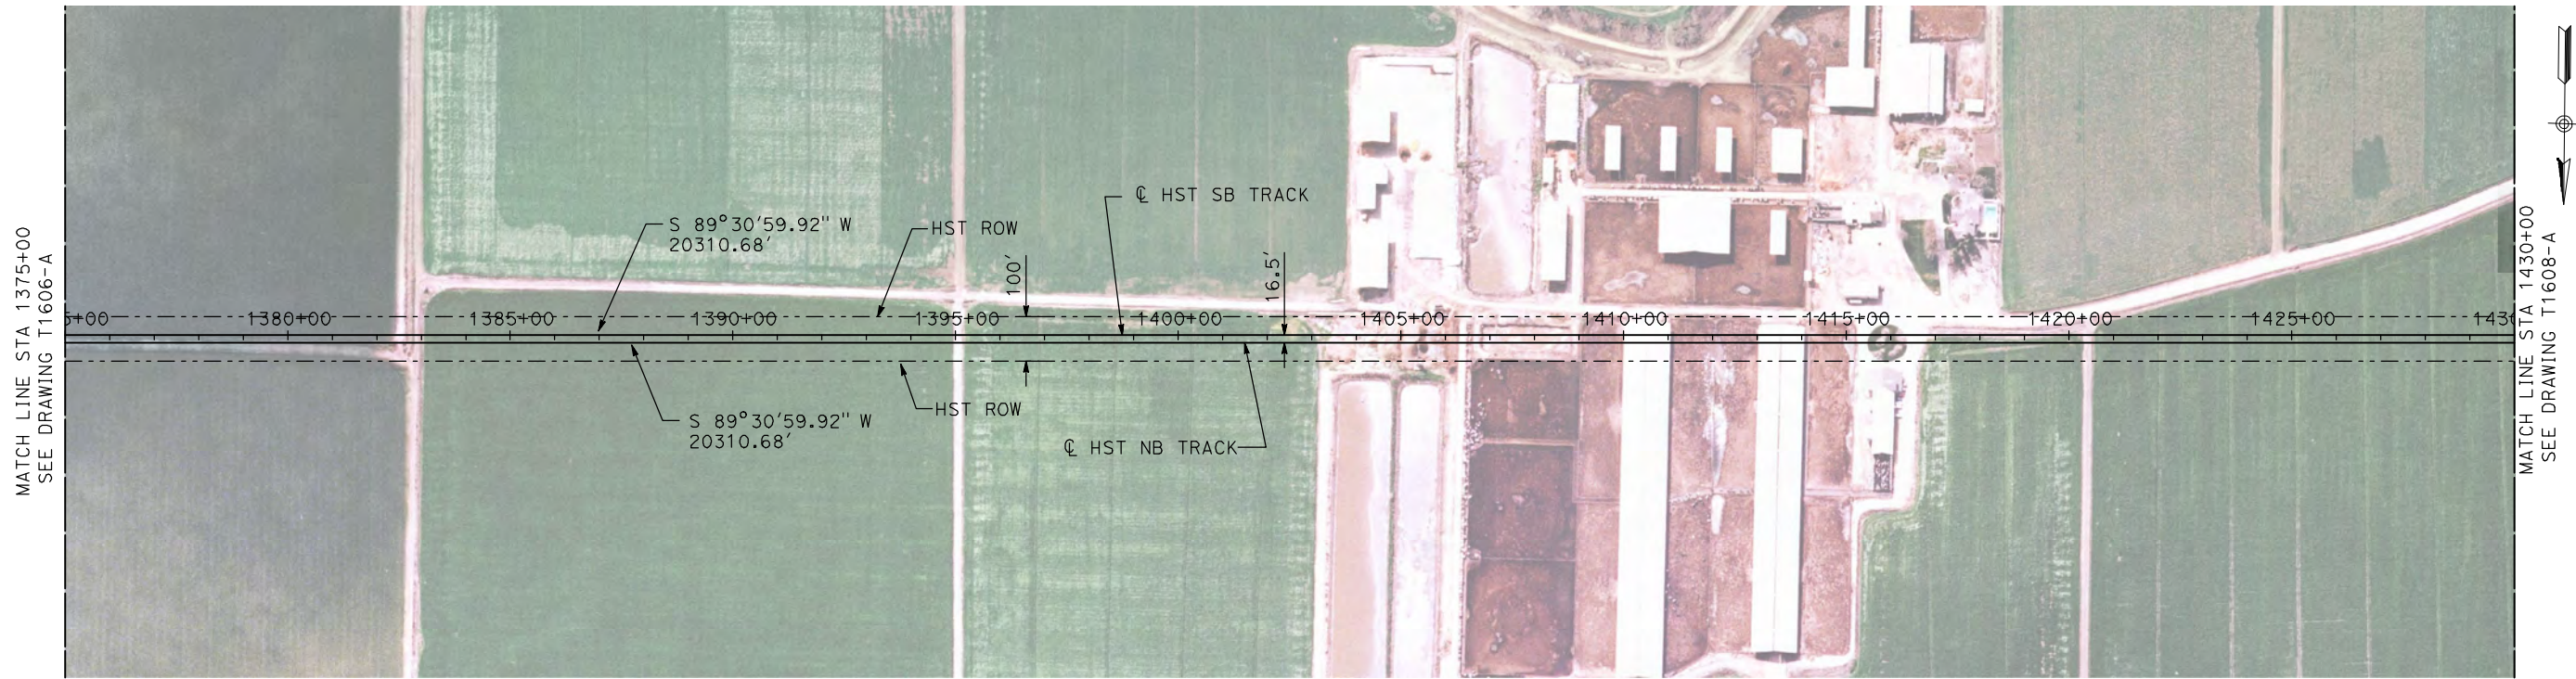 MATCH LINE STA 1375+00
SEE DRAWING T1606-A
S 89°30'59.92" W
20310.68'
HST ROW
100'
℄ HST SB TRACK
16.5'
5+00 1380+00 1385+00 1390+00 1395+00 1400+00 1405+00 1410+00 1415+00 1420+00 1425+00 1430
S 89°30'59.92" W
20310.68'
HST ROW
℄ HST NB TRACK
MATCH LINE STA 1430+00
SEE DRAWING T1608-A